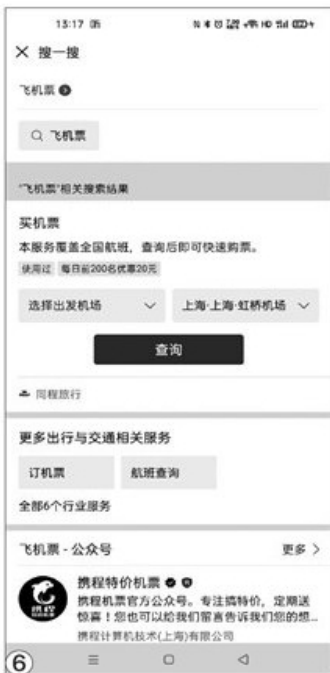 13:17
搜一搜
飞机票
飞机票
"飞机票"相关搜索结果
买机票
本服务覆盖全国航班，查询后即可快速购票。
使用过 每日前200名优惠20元
选择出发机场 上海·上海·虹桥机场
查询
同程旅行
更多出行与交通相关服务
订机票 航班查询
全部6个行业服务
飞机票 - 公众号 更多
携程特价机票
携程机票官方公众号。专注搞特价，定期送
惊喜！您也可以给我们留言告诉我们您的想...
携程计算机技术(上海)有限公司
⑥